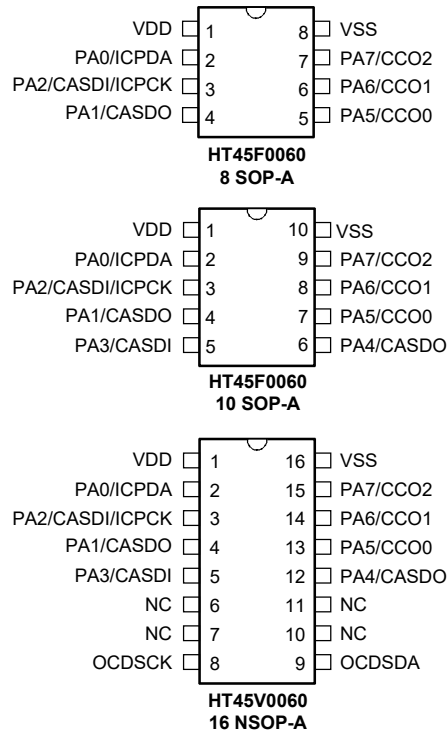 VDD 1 8 VSS
PA0/ICPDA 2 7 PA7/CCO2
PA2/CASDI/ICPCK 3 6 PA6/CCO1
PA1/CASDO 4 5 PA5/CCO0
HT45F0060
8 SOP-A
VDD 1 10 VSS
PA0/ICPDA 2 9 PA7/CCO2
PA2/CASDI/ICPCK 3 8 PA6/CCO1
PA1/CASDO 4 7 PA5/CCO0
PA3/CASDI 5 6 PA4/CASDO
HT45F0060
10 SOP-A
VDD 1 16 VSS
PA0/ICPDA 2 15 PA7/CCO2
PA2/CASDI/ICPCK 3 14 PA6/CCO1
PA1/CASDO 4 13 PA5/CCO0
PA3/CASDI 5 12 PA4/CASDO
NC 6 11 NC
NC 7 10 NC
OCDSCK 8 9 OCDSDA
HT45V0060
16 NSOP-A